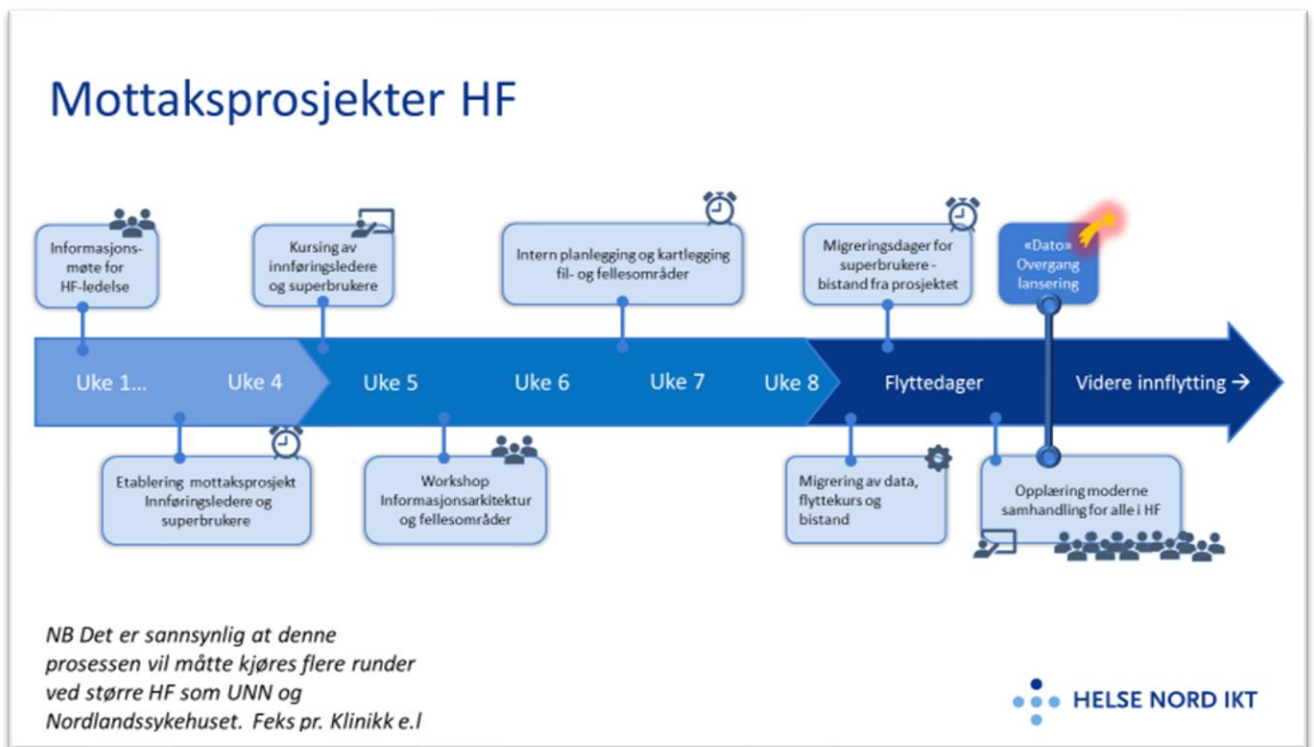 Mottaksprosjekter HF
Informasjons-
møte for
HF-ledelse
Kursing av
innføringsledere
og superbrukere
Intern planlegging og kartlegging
fil- og fellesområder
Migreringsdager for
superbrukere -
bistand fra prosjektet
«Dato»
Overgang
lansering
Uke 1...
Uke 4
Uke 5
Uke 6
Uke 7
Uke 8
Flyttedager
Videre innflytting →
Etablering mottaksprosjekt
Innføringsledere og
superbrukere
Workshop
Informasjonsarkitektur
og fellesområder
Migrering av data,
flyttekurs og
bistand
Opplæring moderne
samhandling for alle i HF
NB Det er sannsynlig at denne
prosessen vil måtte kjøres flere runder
ved større HF som UNN og
Nordlandssykehuset. Feks pr. Klinikk e.l
HELSE NORD IKT